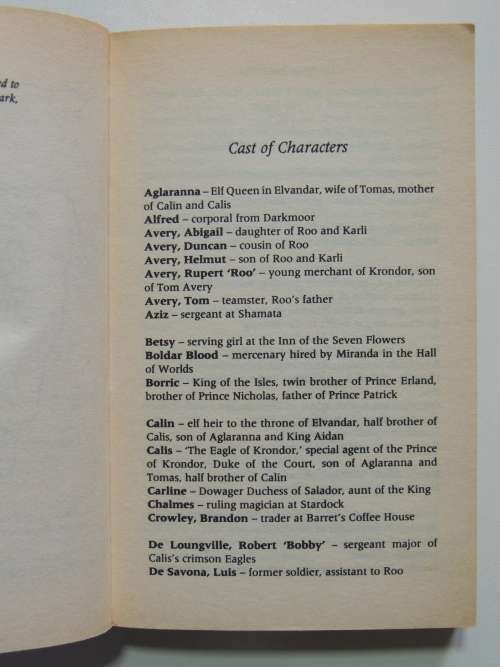 ed to
ark,
Cast of Characters
Aglaranna – Elf Queen in Elvandar, wife of Tomas, mother
of Calin and Calis
Alfred – corporal from Darkmoor
Avery, Abigail – daughter of Roo and Karli
Avery, Duncan – cousin of Roo
Avery, Helmut – son of Roo and Karli
Avery, Rupert ‘Roo’ – young merchant of Krondor, son
of Tom Avery
Avery, Tom – teamster, Roo’s father
Aziz – sergeant at Shamata
Betsy – serving girl at the Inn of the Seven Flowers
Boldar Blood – mercenary hired by Miranda in the Hall
of Worlds
Borric – King of the Isles, twin brother of Prince Erland,
brother of Prince Nicholas, father of Prince Patrick
Calin – elf heir to the throne of Elvandar, half brother of
Calis, son of Aglaranna and King Aidan
Calis – ‘The Eagle of Krondor,’ special agent of the Prince
of Krondor, Duke of the Court, son of Aglaranna and
Tomas, half brother of Calin
Carline – Dowager Duchess of Salador, aunt of the King
Chalmes – ruling magician at Stardock
Crowley, Brandon – trader at Barret’s Coffee House
De Loungville, Robert ‘Bobby’ – sergeant major of
Calis’s crimson Eagles
De Savona, Luis – former soldier, assistant to Roo